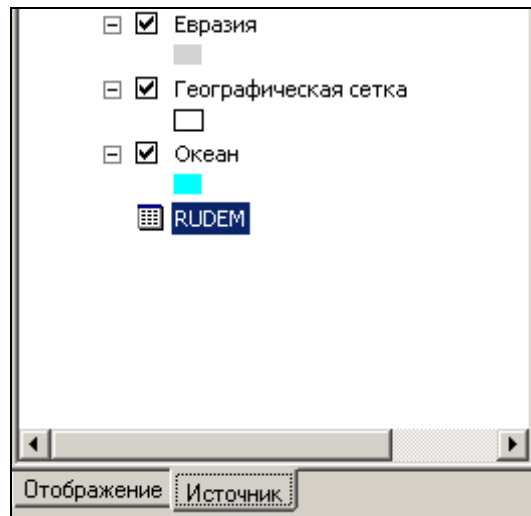 Евразия
Географическая сетка
Океан
RUDEM
Отображение Источник